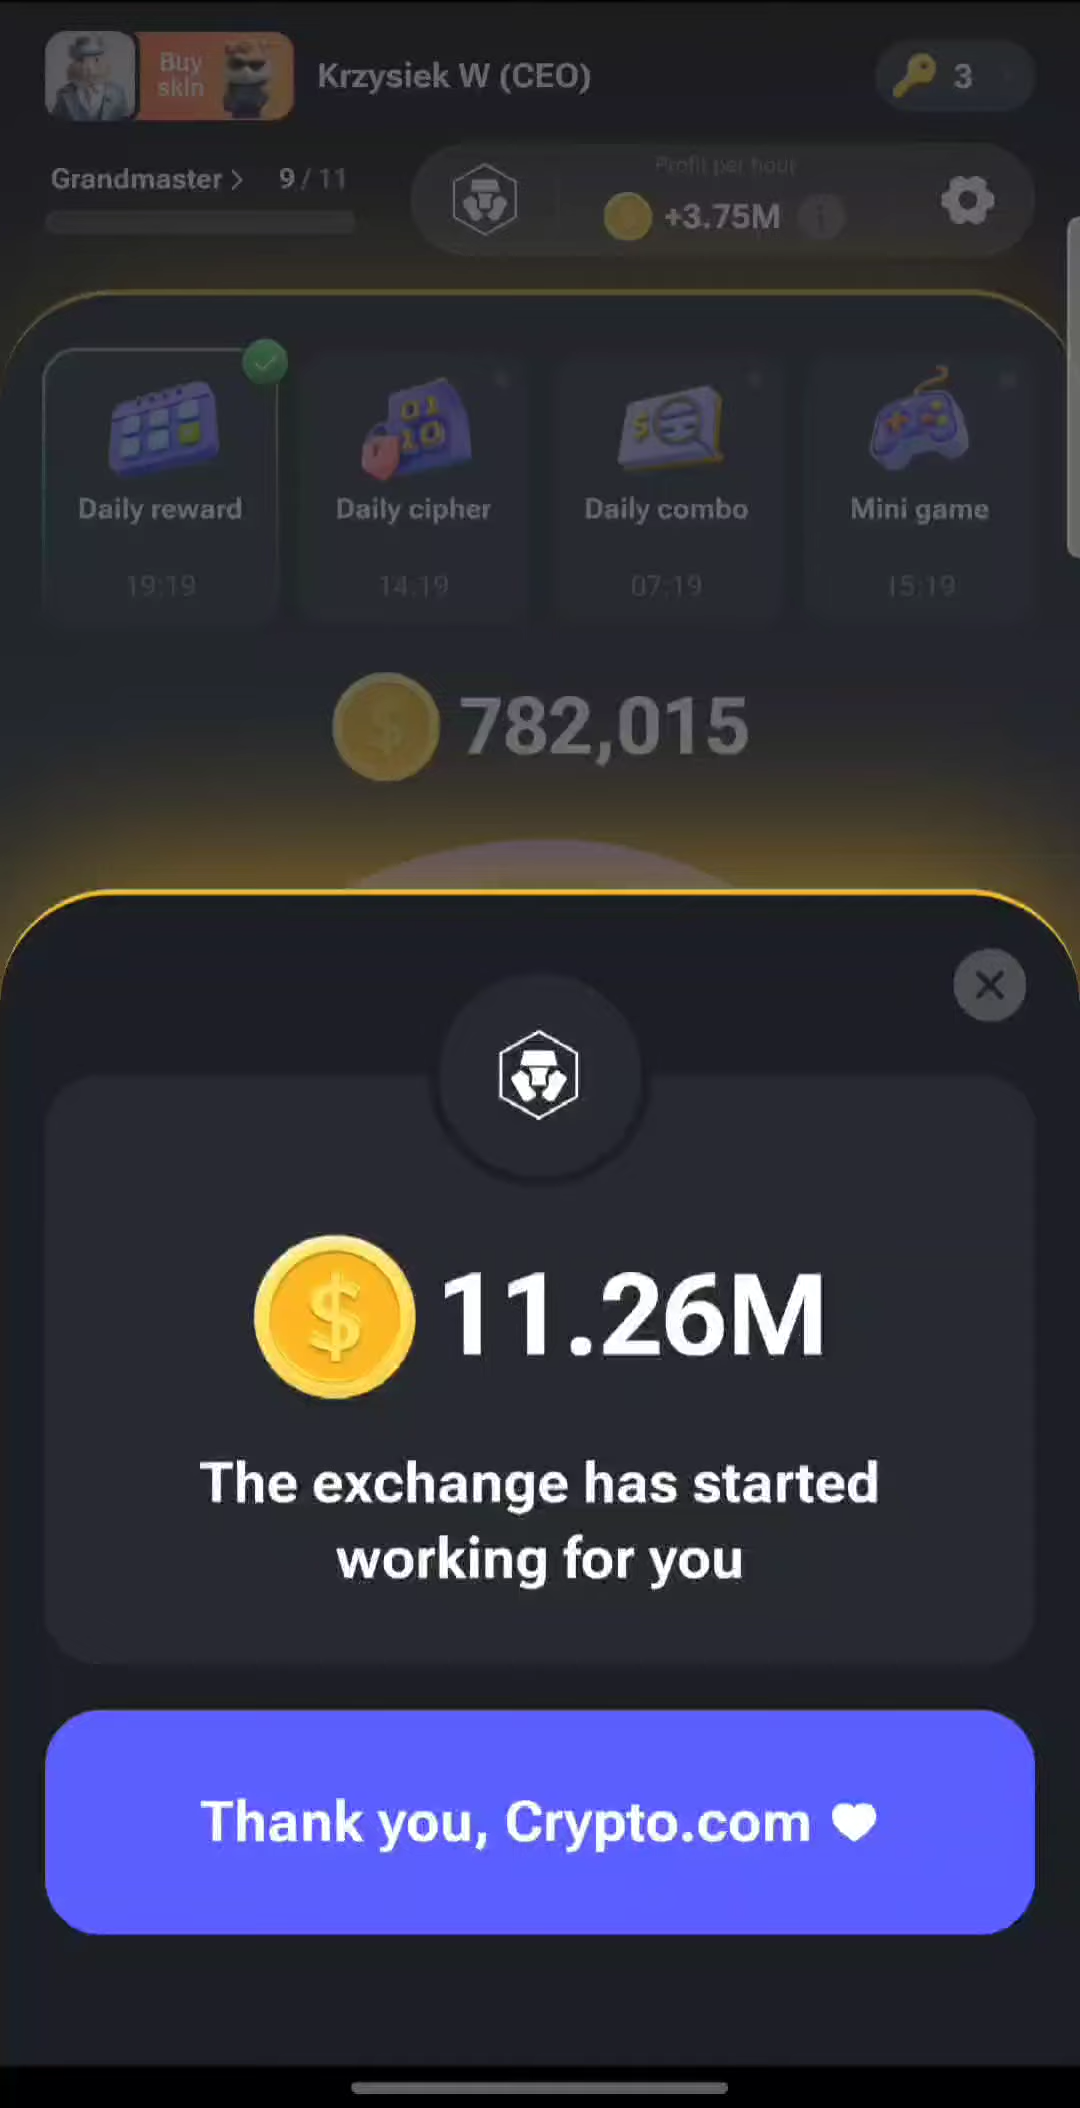 Buy
skin
Krzysiek W (CEO)
3
Grandmaster >
9 / 11
Profit per hour
+3.75M
Daily reward
Daily cipher
Daily combo
Mini game
19:19
14:19
07:19
15:19
782,015
11.26M
The exchange has started
working for you
Thank you, Crypto.com